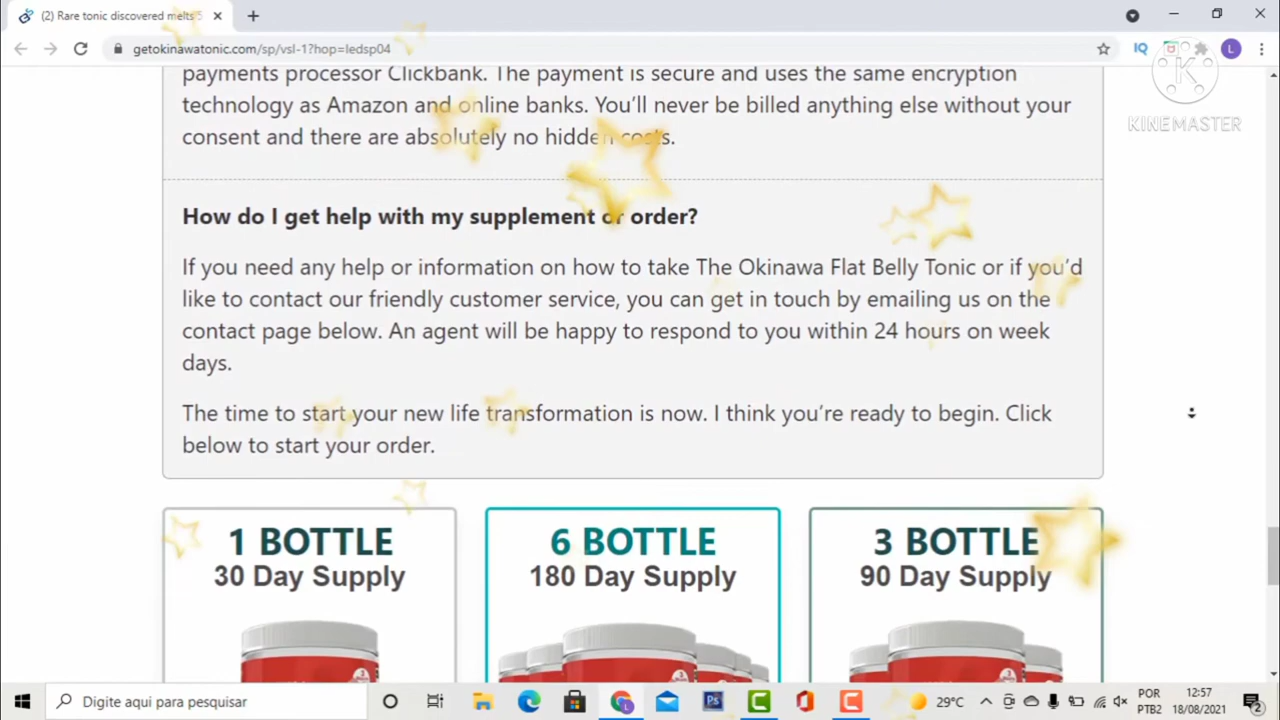 (2) Rare tonic discovered melts 5
getokinawatonic.com/sp/vsl-1?hop=ledsp04
IQ
L
K
KINEMASTER
payments processor Clickbank. The payment is secure and uses the same encryption
technology as Amazon and online banks. You’ll never be billed anything else without your
consent and there are absolutely no hidden costs.
How do I get help with my supplement or order?
If you need any help or information on how to take The Okinawa Flat Belly Tonic or if you’d
like to contact our friendly customer service, you can get in touch by emailing us on the
contact page below. An agent will be happy to respond to you within 24 hours on week
days.
The time to start your new life transformation is now. I think you’re ready to begin. Click
below to start your order.
1 BOTTLE
30 Day Supply
6 BOTTLE
180 Day Supply
3 BOTTLE
90 Day Supply
Digite aqui para pesquisar
Ps
29°C
POR
PTB2
12:57
18/08/2021
2